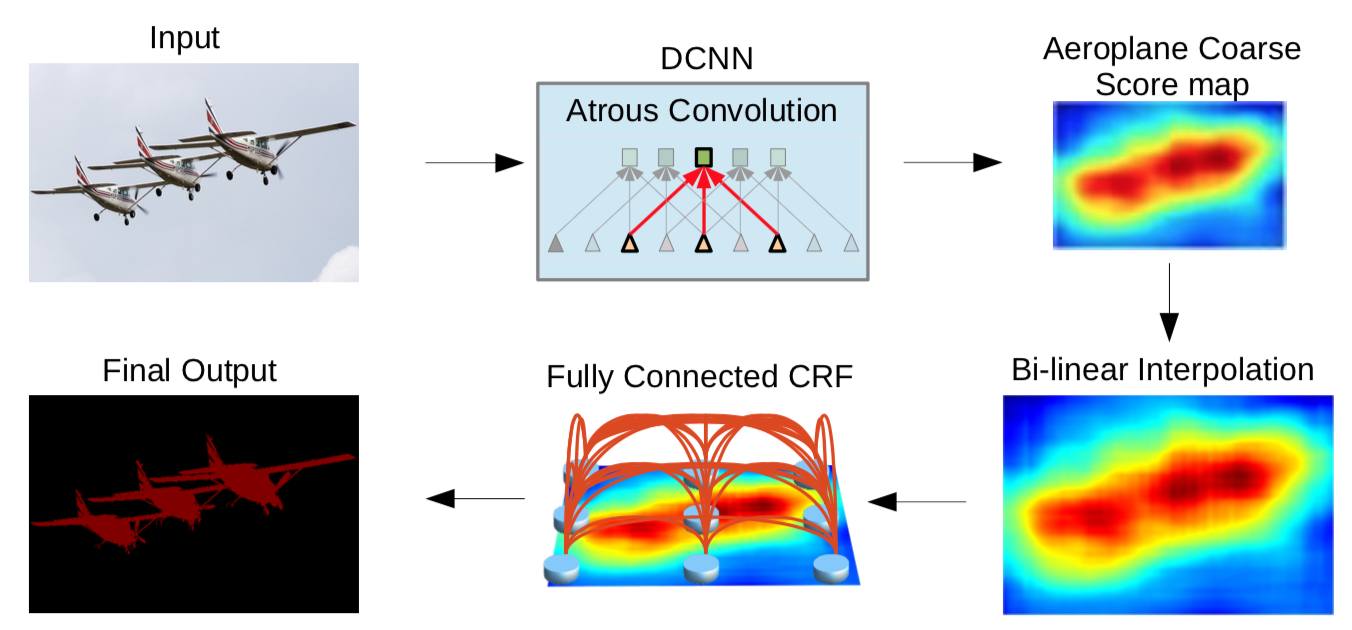 Input
DCNN
Atrous Convolution
Aeroplane Coarse
Score map
Bi-linear Interpolation
Fully Connected CRF
Final Output